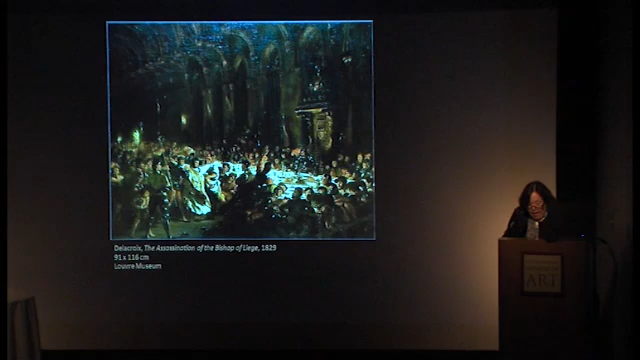 Delacroix, The Assassination of the Bishop of Liege, 1829
91 x 116 cm
Louvre Museum
ART